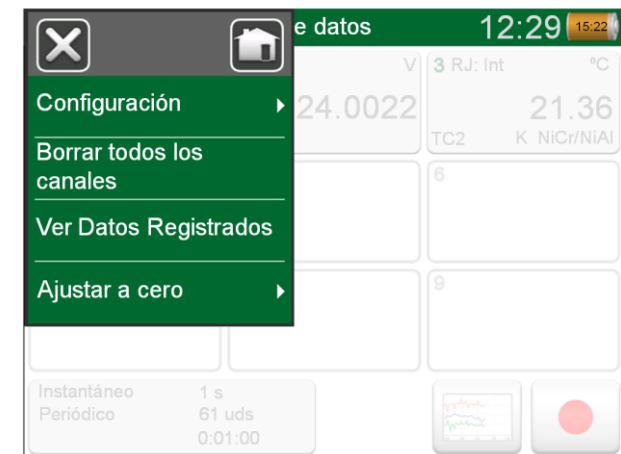 e datos 12:29 15:22
Configuración
Borrar todos los
canales
Ver Datos Registrados
Ajustar a cero
V
24.0022
3 RJ: Int ºC
21.36
TC2 K NiCr/NiAl
6
9
Instantáneo 1 s
Periódico 61 uds
0:01:00